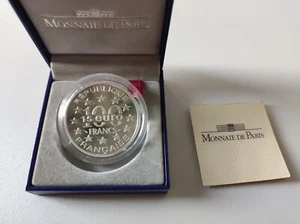 MONNAIE DE PARIS
RÉPUBLIQUE
100
15 EURO
FRANCS
FRANÇAISE
MONNAIE DE PARIS